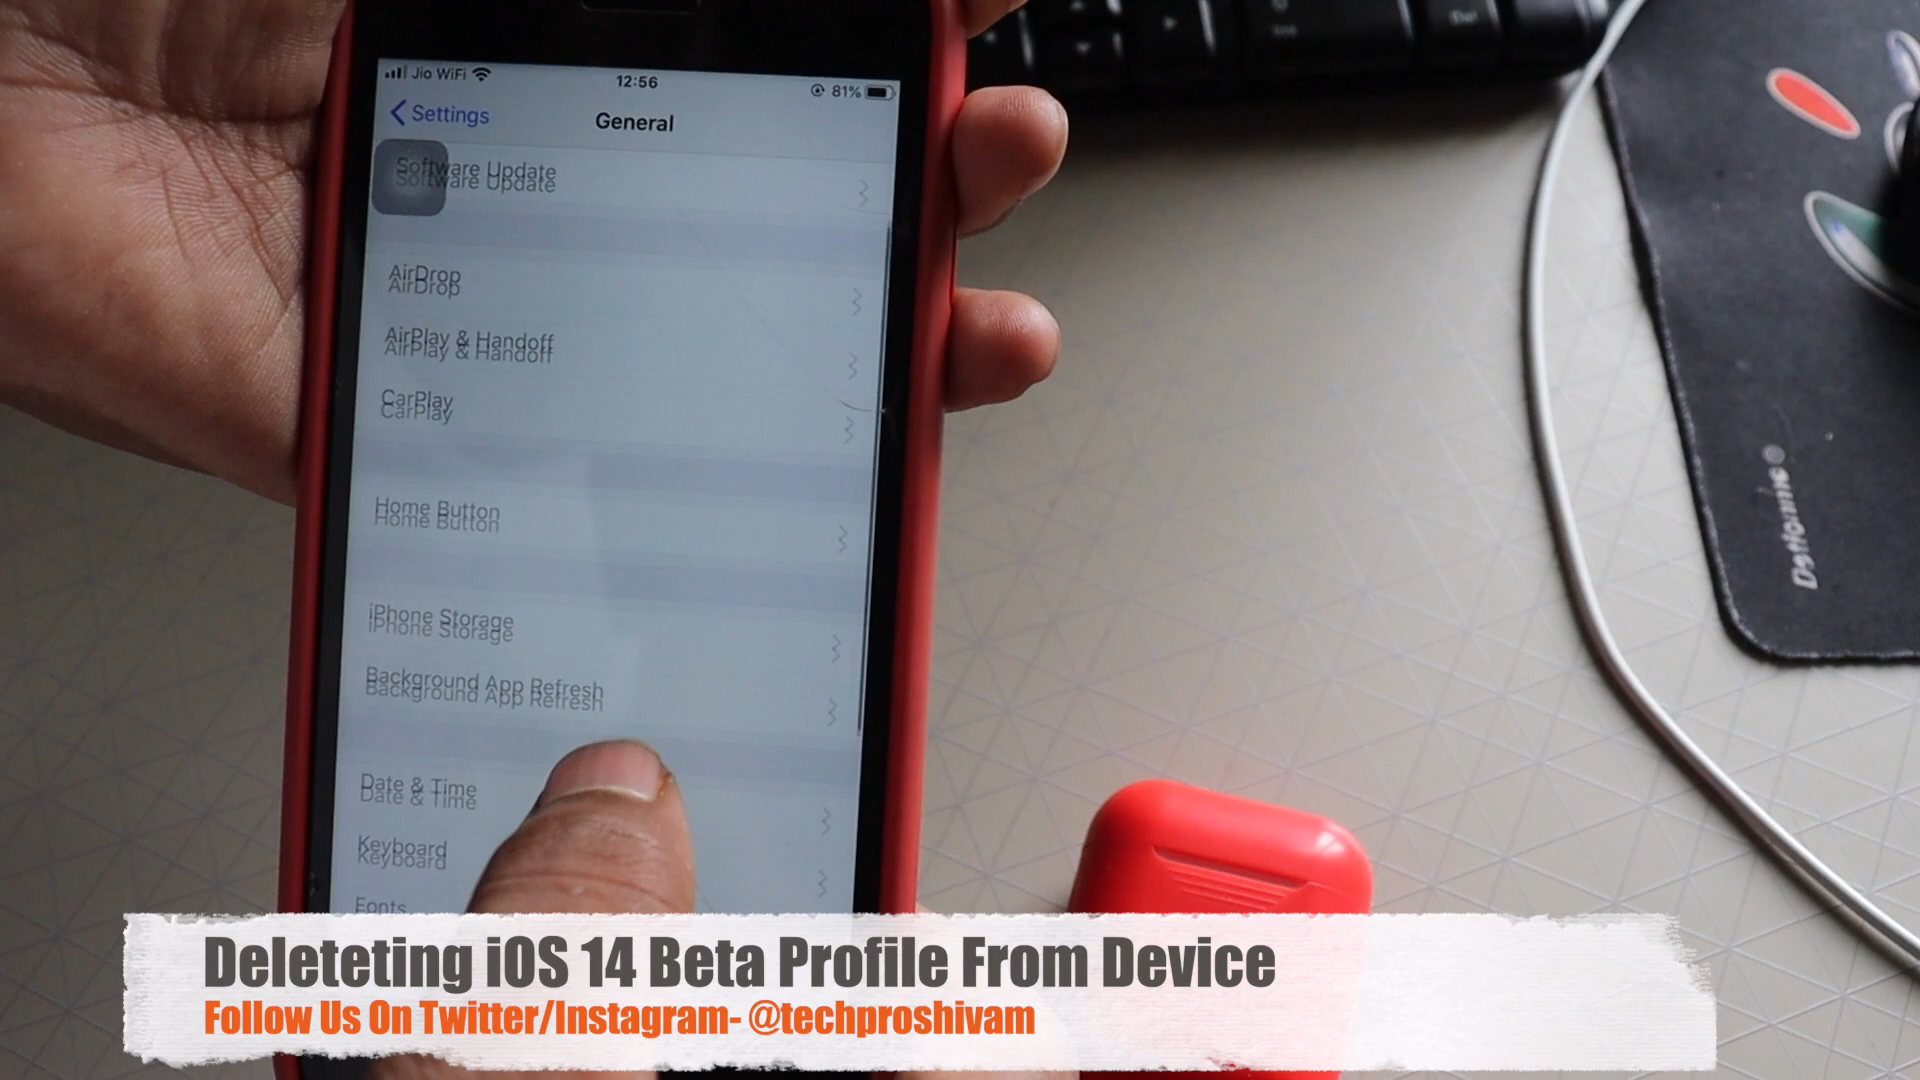 Jio WiFi 12:56 81%
Settings General
Software Update
AirDrop
AirPlay & Handoff
CarPlay
Home Button
iPhone Storage
Background App Refresh
Date & Time
Keyboard
Fonts
Deleteting iOS 14 Beta Profile From Device
Follow Us On Twitter/Instagram- @techproshivam